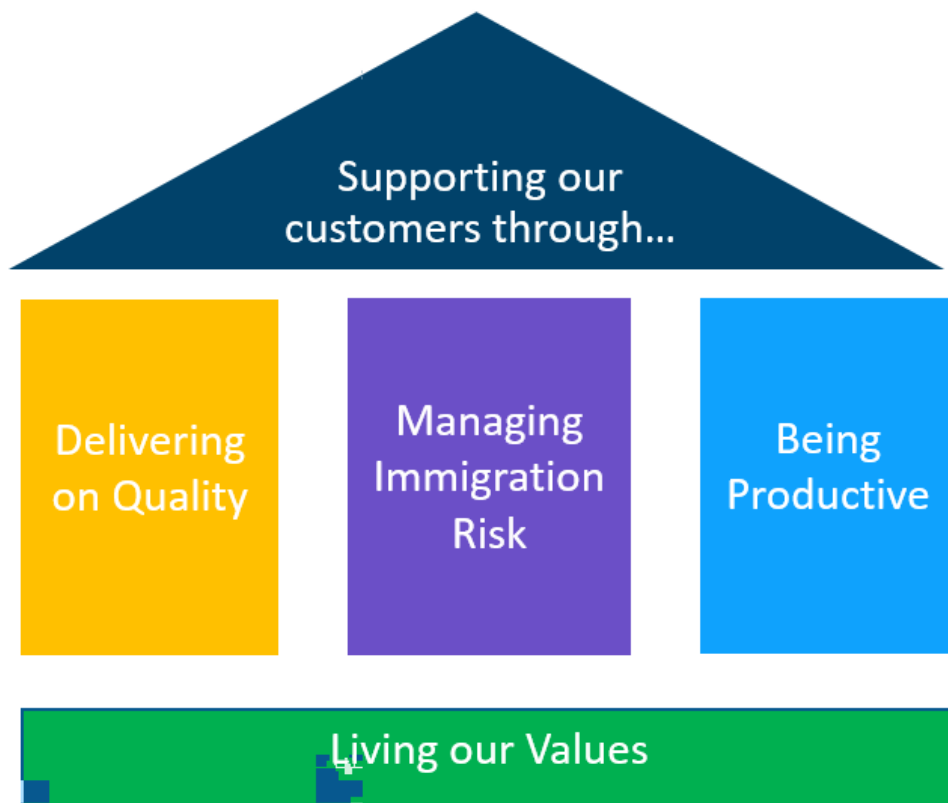 Supporting our
customers through…
Delivering
on Quality
Managing
Immigration
Risk
Being
Productive
Living our Values